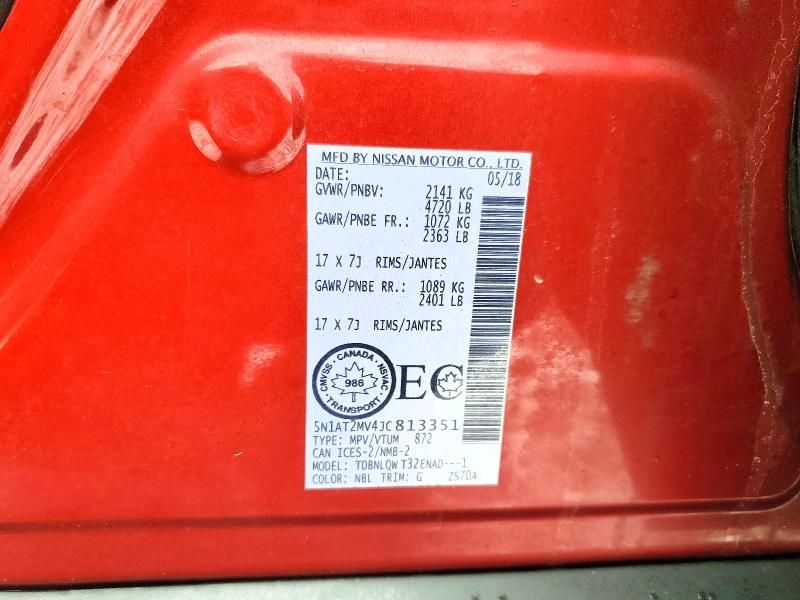 MFD BY NISSAN MOTOR CO., LTD.
DATE: 05/18
GVWR/PNBV: 2141 KG
4720 LB
GAWR/PNBE FR.: 1072 KG
2363 LB
17 X 7J RIMS/JANTES
GAWR/PNBE RR.: 1089 KG
2401 LB
17 X 7J RIMS/JANTES
CMVSS · CANADA · NSVAC · TRANSPORT ·
986
EC
5N1AT2MV4JC813351
TYPE: MPV/VTUM 872
CAN ICES-2/NMB-2
MODEL: TDBNLQW T32ENAD---1
COLOR: NBL TRIM: G ZS70A